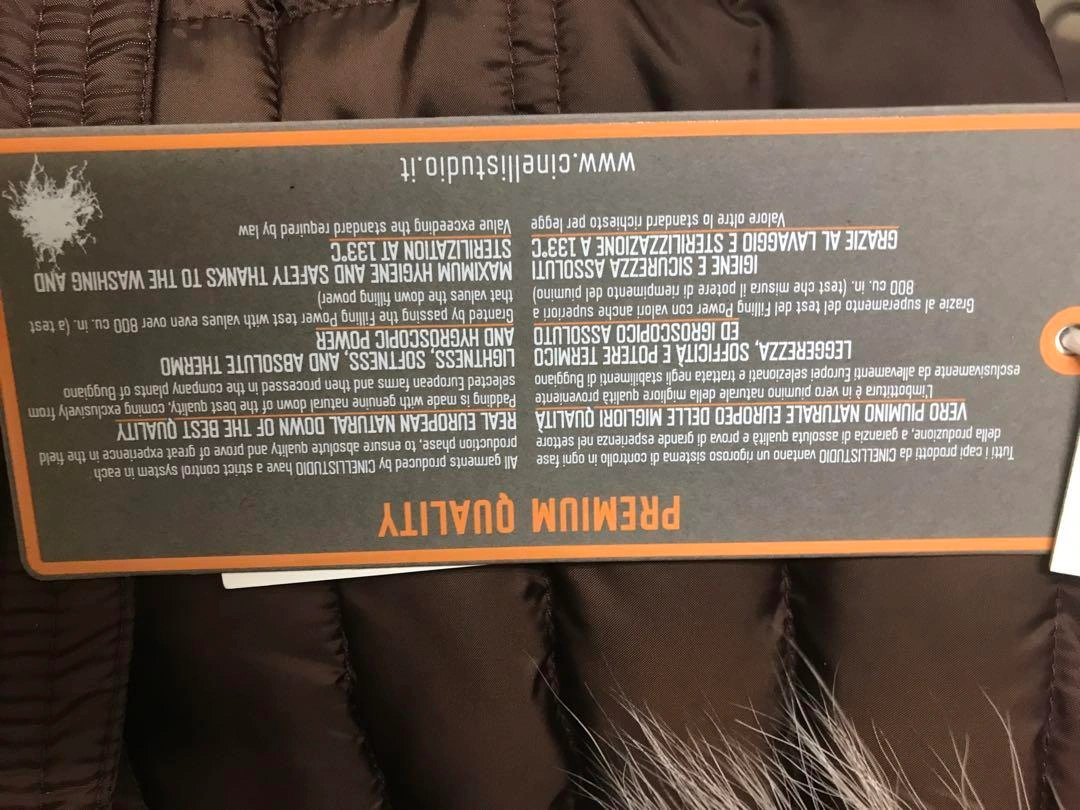 PREMIUM QUALITY
Tutti i capi prodotti da CINELLISTUDIO vantano un rigoroso sistema di controllo in ogni fase
della produzione, a garanzia di assoluta qualità e prova di grande esperienza nel settore
VERO PIUMINO NATURALE EUROPEO DELLE MIGLIORI QUALITÀ
L'imbottitura è in vero piumino naturale della migliore qualità proveniente
esclusivamente da allevamenti Europei selezionati e trattata negli stabilimenti di Buggiano
LEGGEREZZA, SOFFICITÀ E POTERE TERMICO
ED IGROSCOPICO ASSOLUTO
Grazie al superamento del test del Filling Power con valori anche superiori a
800 cu. in. (test che misura il potere di riempimento del piumino)
IGIENE E SICUREZZA ASSOLUTI
GRAZIE AL LAVAGGIO E STERILIZZAZIONE A 133°C
Valore oltre lo standard richiesto per legge
All garments produced by CINELLISTUDIO have a strict control system in each
production phase, to ensure absolute quality and prove of great experience in the field
REAL EUROPEAN NATURAL DOWN OF THE BEST QUALITY
Padding is made with genuine natural down of the best quality, coming exclusively from
selected European farms and then processed in the company plants of Buggiano
LIGHTNESS, SOFTNESS, AND ABSOLUTE THERMO
AND HYGROSCOPIC POWER
Granted by passing the Filling Power test with values even over 800 cu. in. (a test
that values the down filling power)
MAXIMUM HYGIENE AND SAFETY THANKS TO THE WASHING AND
STERILIZATION AT 133°C
Value exceeding the standard required by law
www.cinellistudio.it